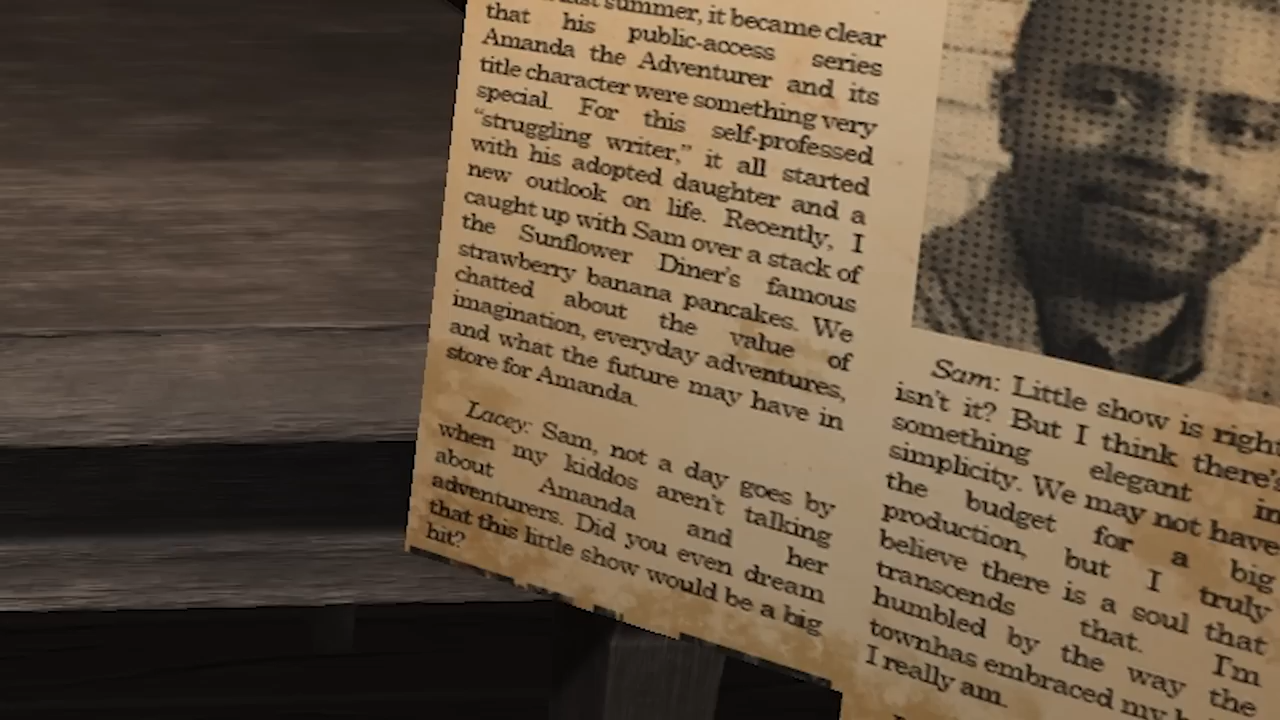 summer, it became clear
that his public-access series
Amanda the Adventurer and its
title character were something very
special. For this self-professed
“struggling writer,” it all started
with his adopted daughter and a
new outlook on life. Recently, I
caught up with Sam over a stack of
the Sunflower Diner's famous
strawberry banana pancakes. We
chatted about the value of
imagination, everyday adventures,
and what the future may have in
store for Amanda.
Lacey: Sam, not a day goes by
when my kiddos aren't talking
about Amanda and her
adventurers. Did you even dream
that this little show would be a big
hit?
Sam: Little show is right,
isn't it? But I think there's
something elegant in
simplicity. We may not have
the budget for a big
production, but I truly
believe there is a soul that
transcends that. I'm
humbled by the way the
townhas embraced my
I really am.